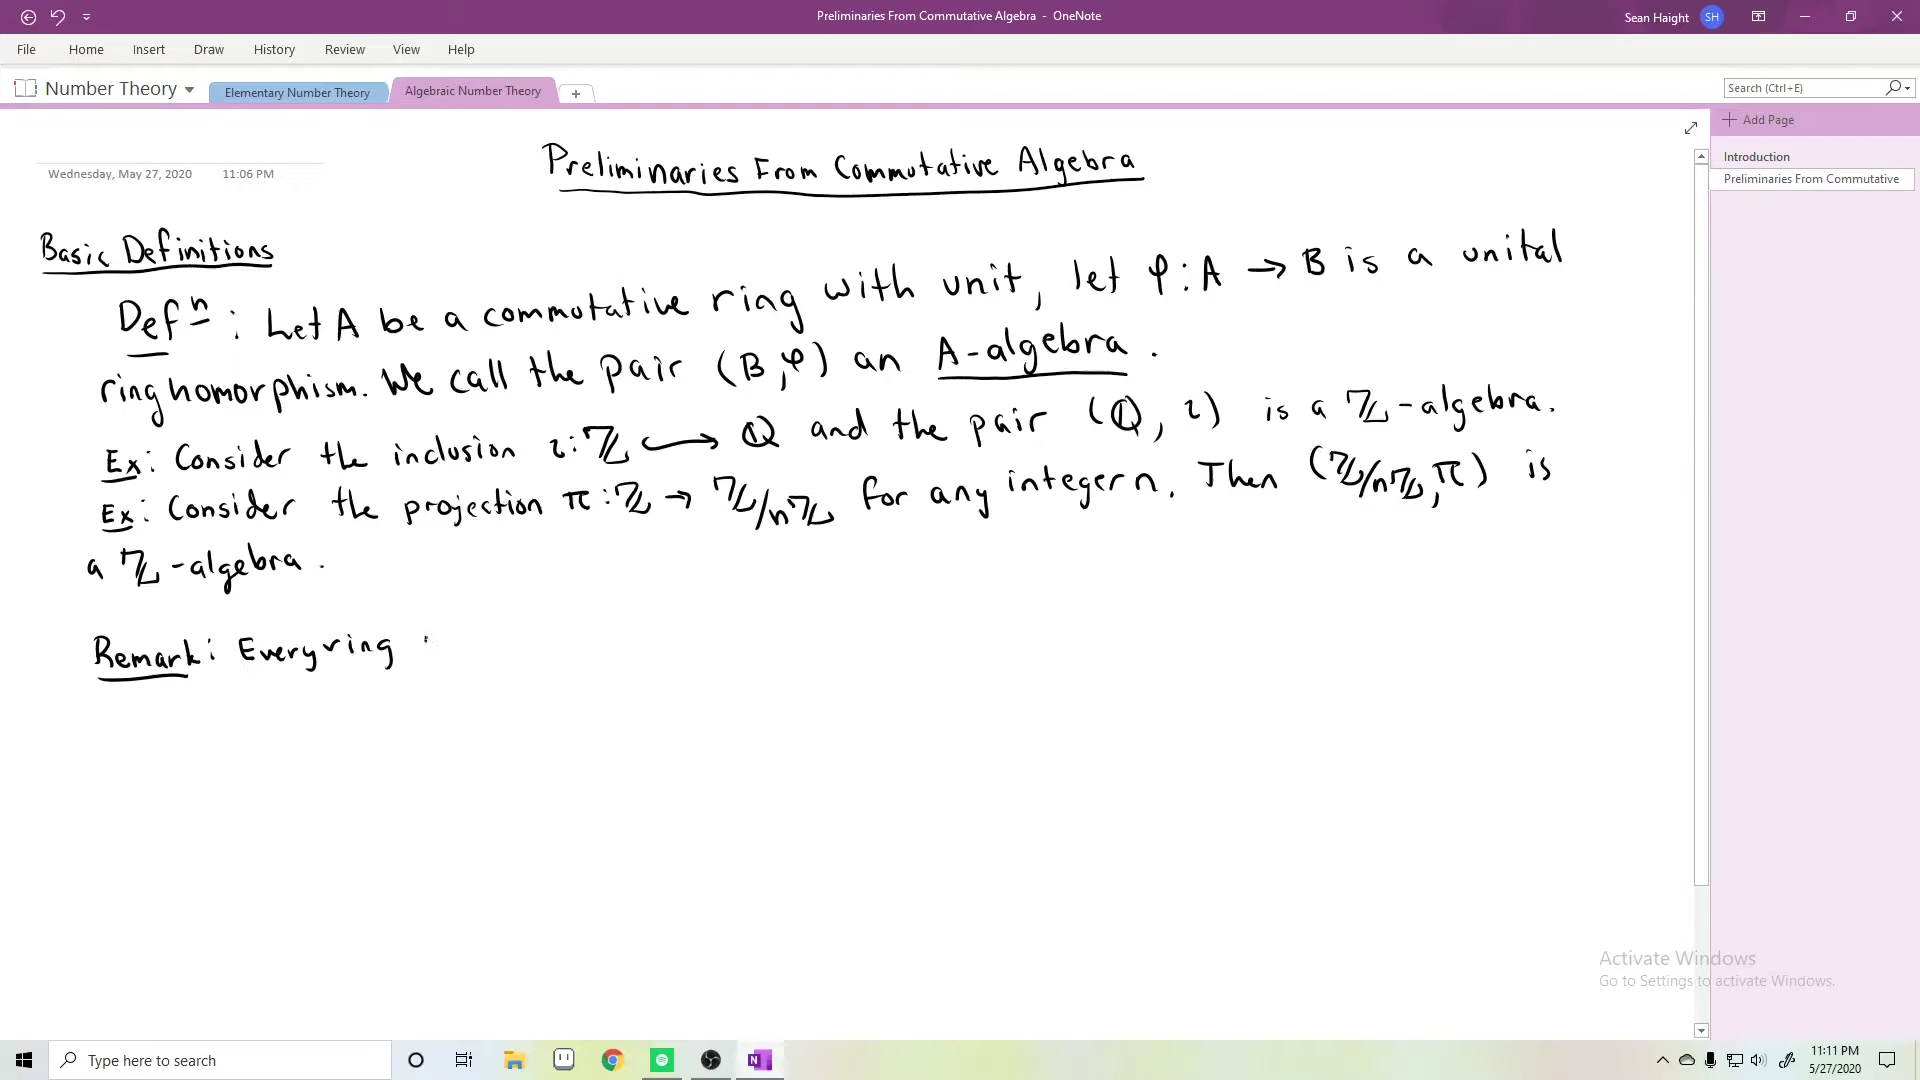 Preliminaries From Commutative Algebra - OneNote
Sean Haight SH
File Home Insert Draw History Review View Help
Number Theory Elementary Number Theory Algebraic Number Theory +
Search (Ctrl+E)
Add Page
Introduction
Preliminaries From Commutative
Preliminaries From Commutative Algebra
Wednesday, May 27, 2020 11:06 PM
Basic Definitions
Defⁿ: Let A be a commutative ring with unit, let φ: A → B is a unital
ring homorphism. We call the pair (B, φ) an A-algebra.
Ex: Consider the inclusion ι: ℤ ↪ ℚ and the pair (ℚ, ι) is a ℤ-algebra.
Ex: Consider the projection π: ℤ → ℤ/nℤ for any integer n. Then (ℤ/nℤ, π) is
a ℤ-algebra.
Remark: Every ring
Activate Windows
Go to Settings to activate Windows.
Type here to search
11:11 PM
5/27/2020